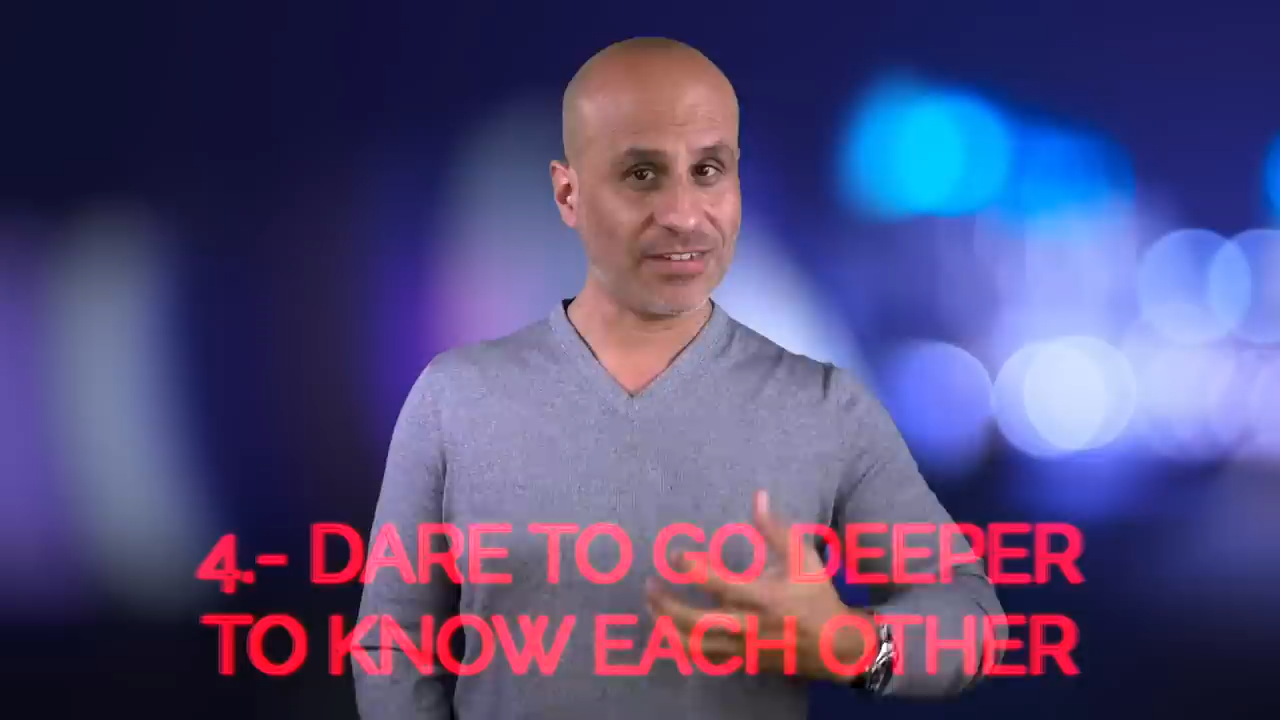 4.- DARE TO GO DEEPER
TO KNOW EACH OTHER